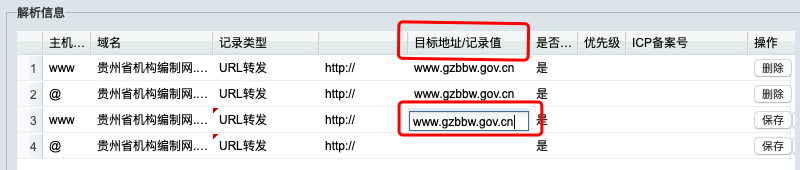 解析信息
主机… 域名 记录类型 目标地址/记录值 是否… 优先级 ICP备案号 操作
1 www 贵州省机构编制网.… URL转发 http:// www.gzbbw.gov.cn 是 删除
2 @ 贵州省机构编制网.… URL转发 http:// www.gzbbw.gov.cn 是 删除
3 www 贵州省机构编制网.… URL转发 http:// www.gzbbw.gov.cn 是 保存
4 @ 贵州省机构编制网.… URL转发 http:// 是 保存